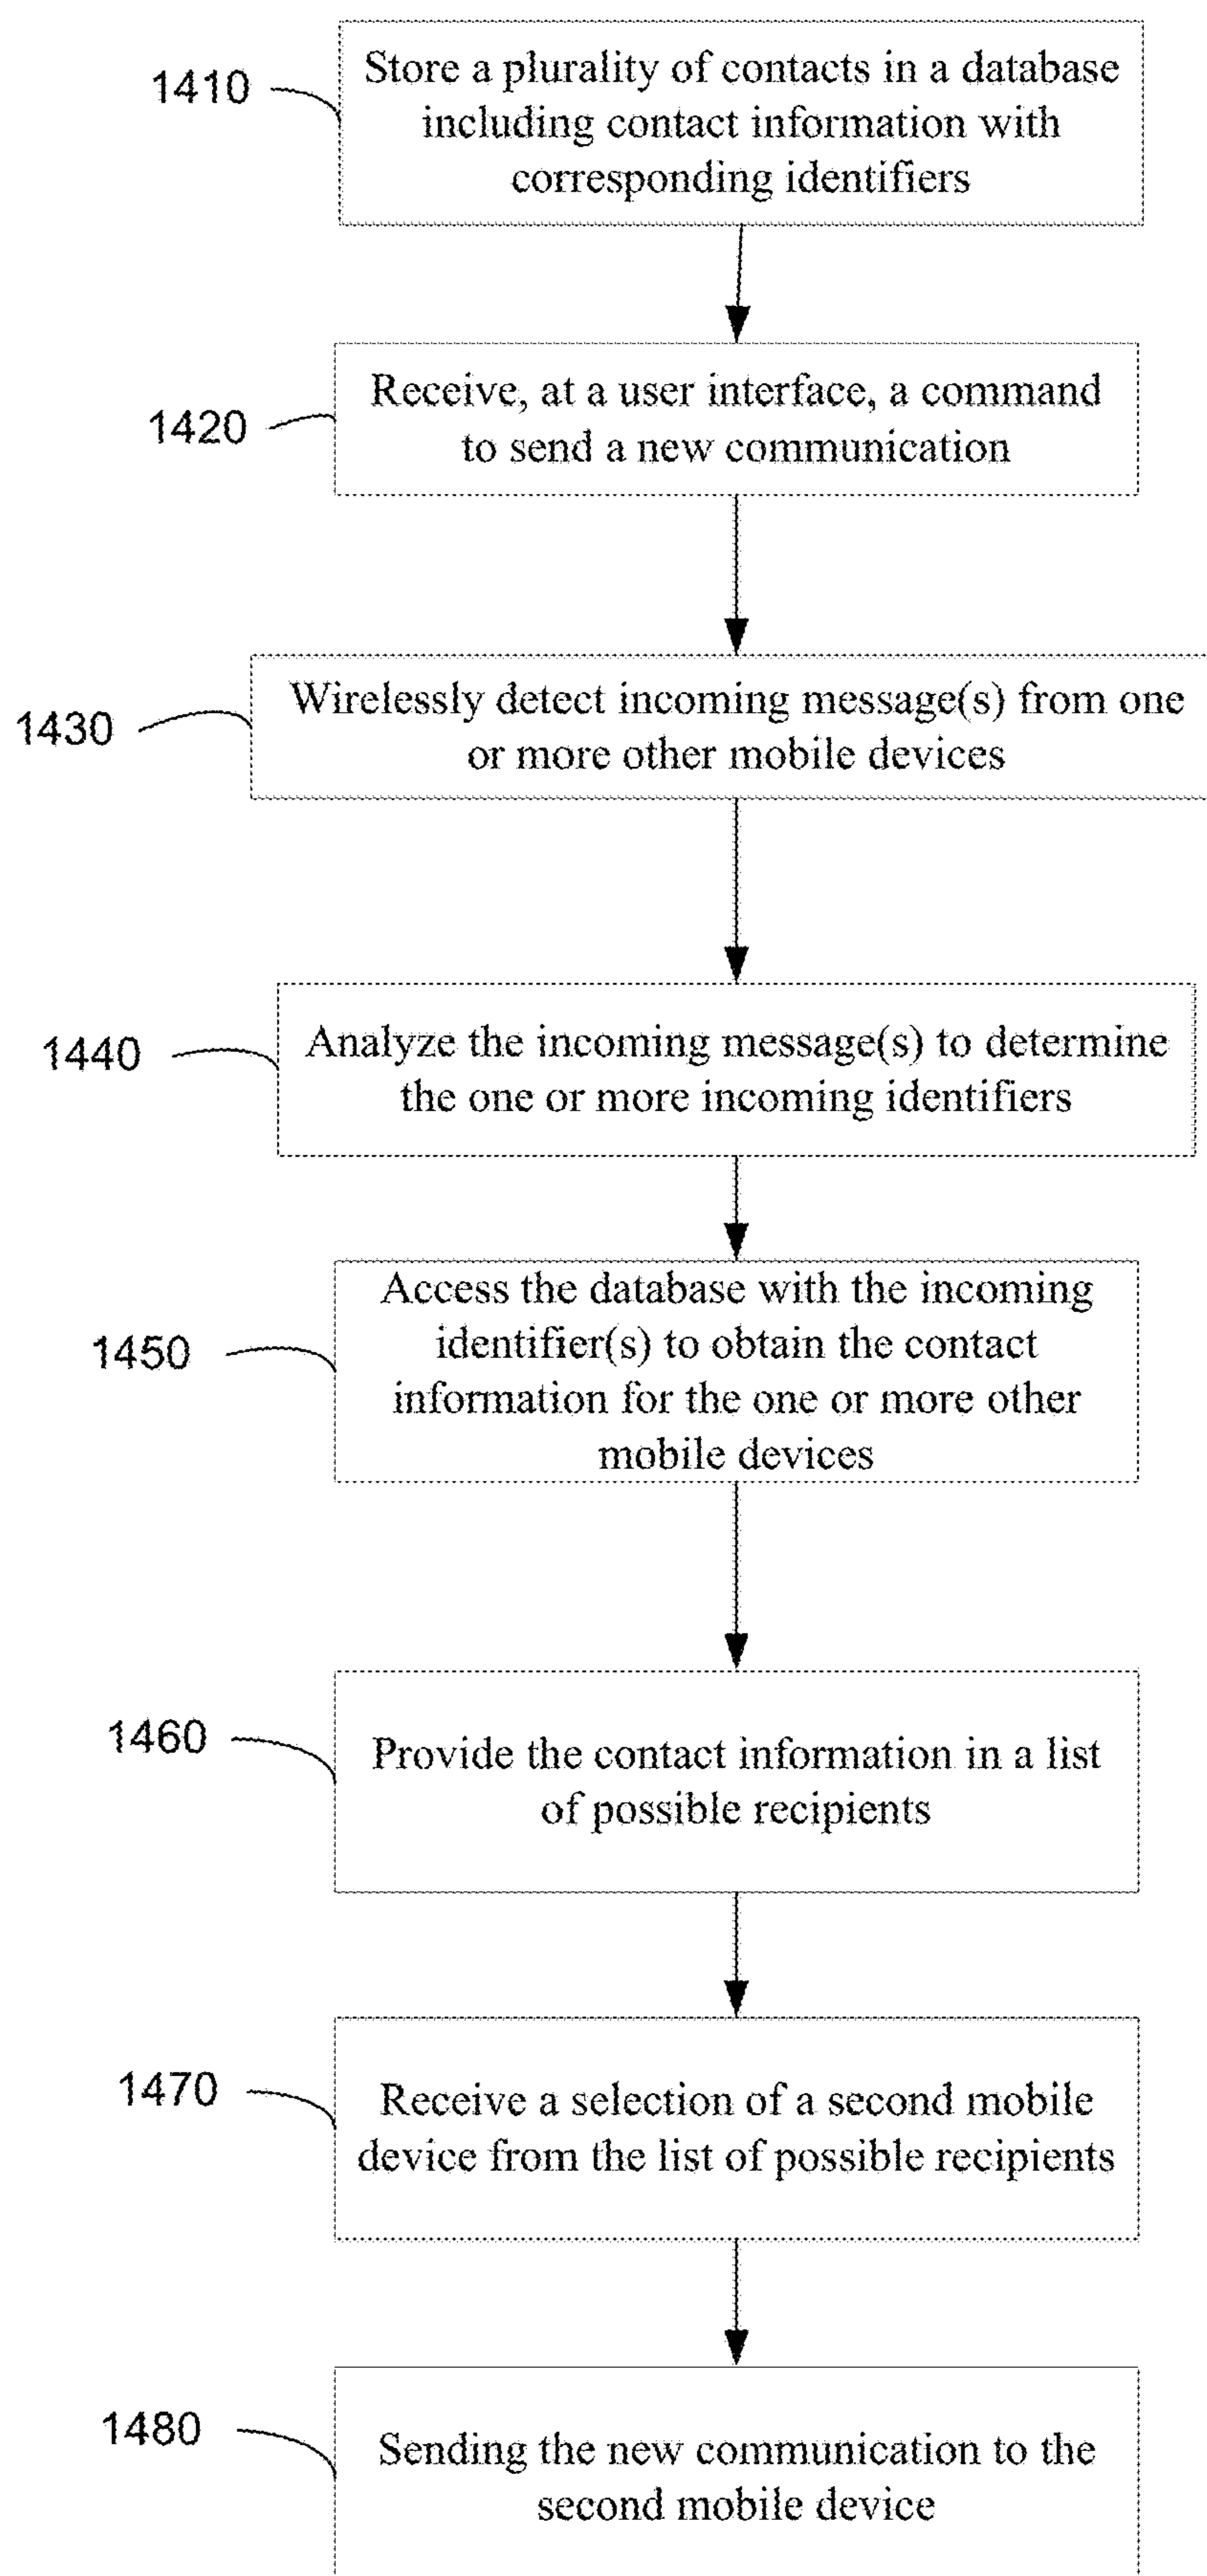 1410
Store a plurality of contacts in a database
including contact information with
corresponding identifiers
1420
Receive, at a user interface, a command
to send a new communication
1430
Wirelessly detect incoming message(s) from one
or more other mobile devices
1440
Analyze the incoming message(s) to determine
the one or more incoming identifiers
1450
Access the database with the incoming
identifier(s) to obtain the contact
information for the one or more other
mobile devices
1460
Provide the contact information in a list
of possible recipients
1470
Receive a selection of a second mobile
device from the list of possible recipients
1480
Sending the new communication to the
second mobile device